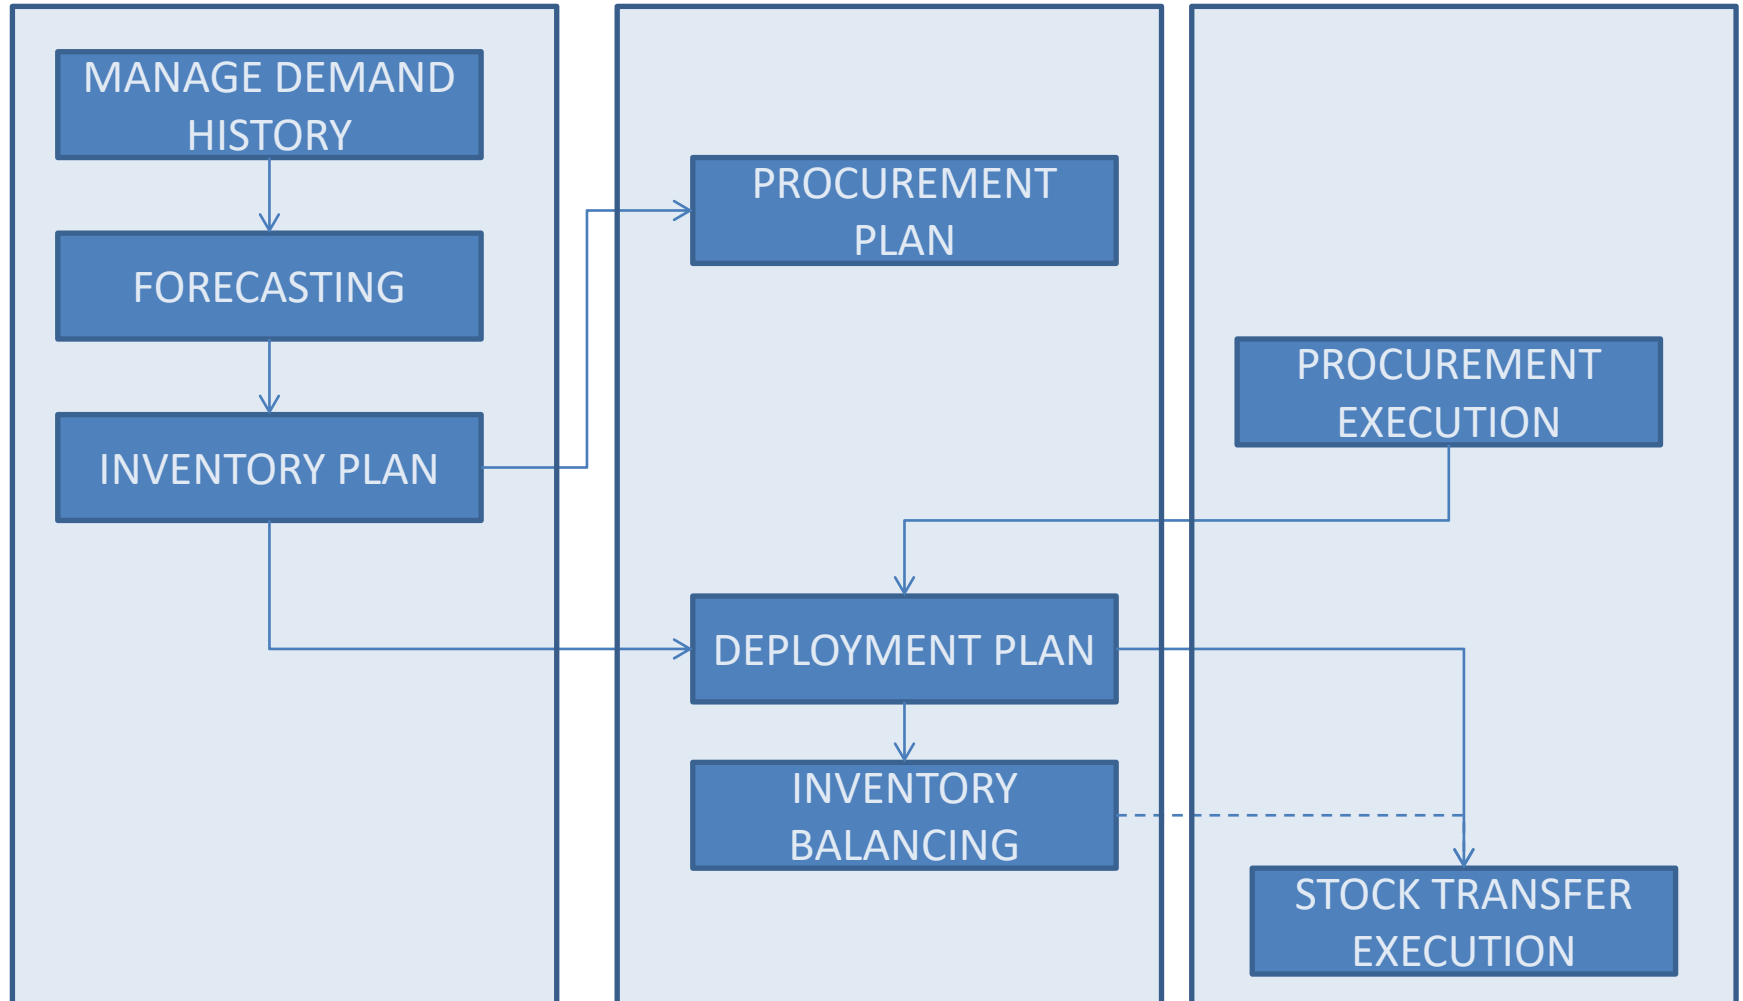 MANAGE DEMAND
HISTORY
FORECASTING
INVENTORY PLAN
PROCUREMENT
PLAN
DEPLOYMENT PLAN
INVENTORY
BALANCING
PROCUREMENT
EXECUTION
STOCK TRANSFER
EXECUTION